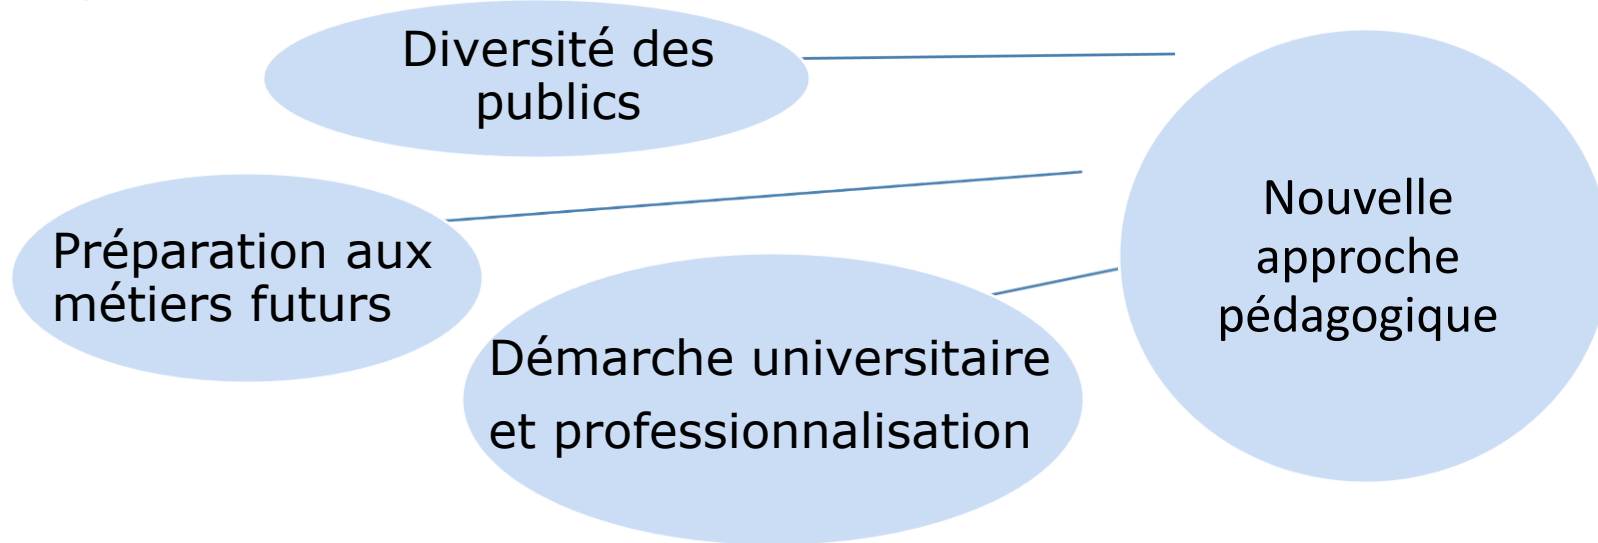 Diversité des
publics
Préparation aux
métiers futurs
Démarche universitaire
et professionnalisation
Nouvelle
approche
pédagogique